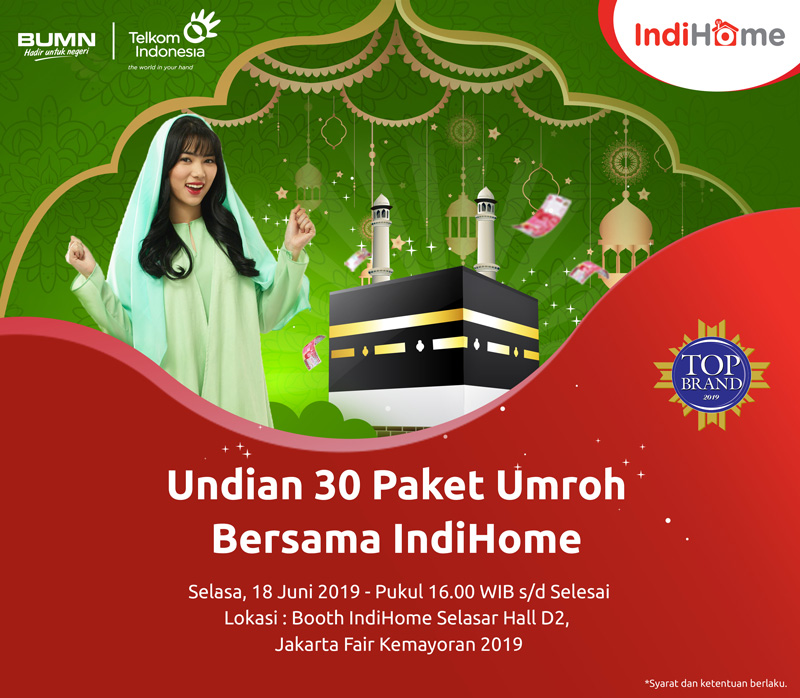 BUMN
Hadir untuk negeri
Telkom
Indonesia
the world in your hand
IndiHome
TOP
BRAND
2019
Undian 30 Paket Umroh
Bersama IndiHome
Selasa, 18 Juni 2019 - Pukul 16.00 WIB s/d Selesai
Lokasi : Booth IndiHome Selasar Hall D2,
Jakarta Fair Kemayoran 2019
*Syarat dan ketentuan berlaku.